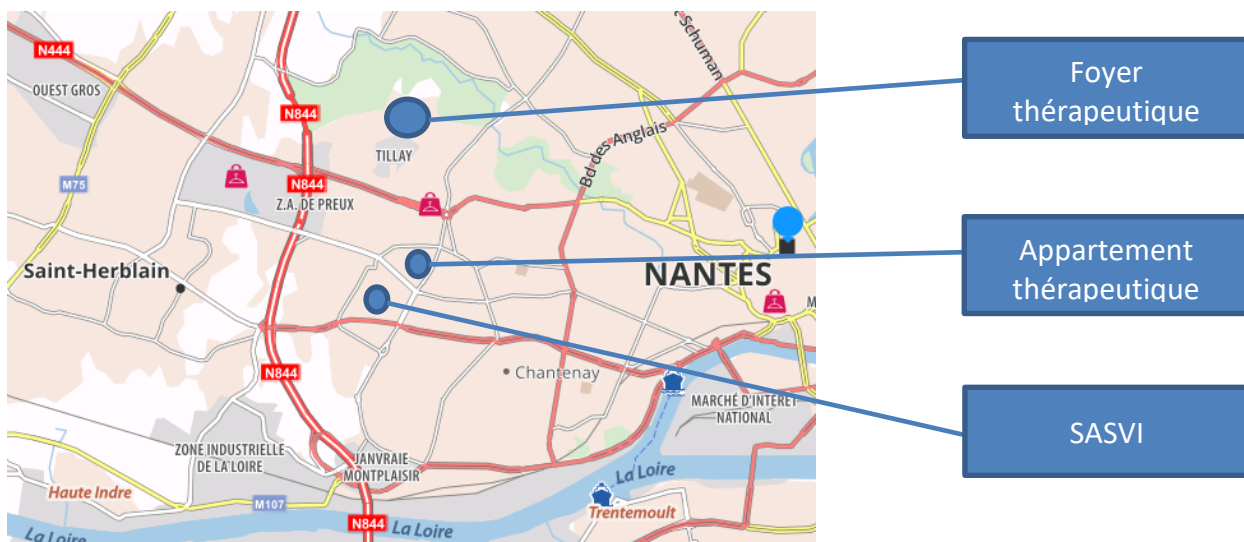 N444
OUEST GROS
N844
Schuman
Bd des Anglais
TILLAY
M75
N844
Z.A. DE PREUX
Saint-Herblain
NANTES
M
N844
Chantenay
MARCHÉ D'INTÉRÊT
NATIONAL
ZONE INDUSTRIELLE
DE LA LOIRE
JANVRAIE
MONTPLAISIR
La Loire
Haute Indre
M107
Trentemoult
N844
La Loire
La Loire
Foyer
thérapeutique
Appartement
thérapeutique
SASVI